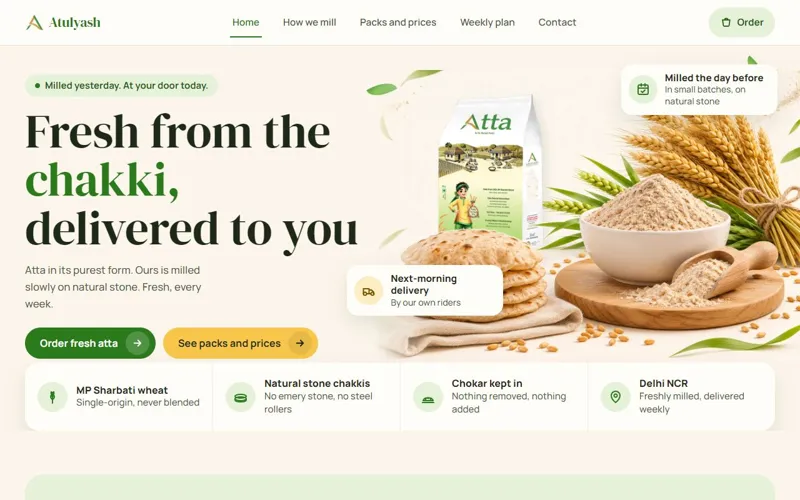 Atulyash
Home
How we mill
Packs and prices
Weekly plan
Contact
Order
Milled yesterday. At your door today.
Fresh from the
chakki,
delivered to you
Atta in its purest form. Ours is milled
slowly on natural stone. Fresh, every
week.
Order fresh atta
See packs and prices
Atta
Milled the day before
In small batches, on
natural stone
Next-morning
delivery
By our own riders
MP Sharbati wheat
Single-origin, never blended
Natural stone chakkis
No emery stone, no steel
rollers
Chokar kept in
Nothing removed, nothing
added
Delhi NCR
Freshly milled, delivered
weekly